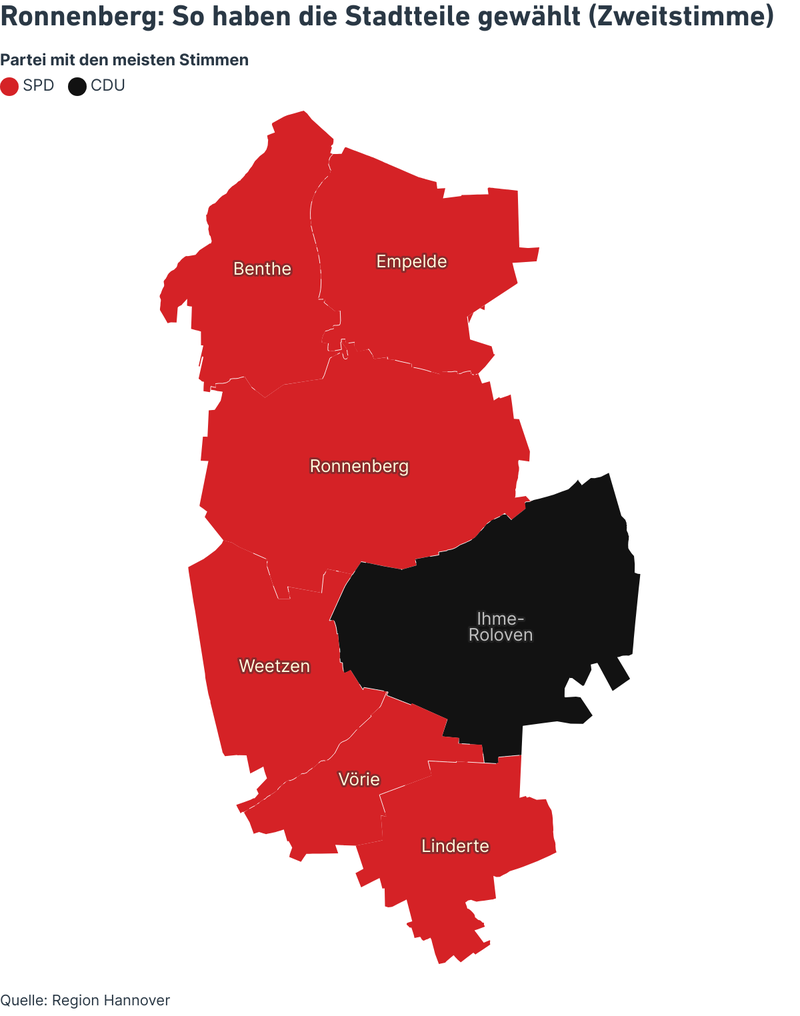 Ronnenberg: So haben die Stadtteile gewählt (Zweitstimme)
Partei mit den meisten Stimmen
SPD CDU
Benthe
Empelde
Ronnenberg
Ihme-
Roloven
Weetzen
Vörie
Linderte
Quelle: Region Hannover